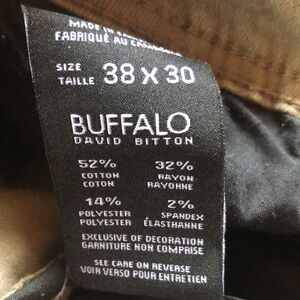 MADE IN
FABRIQUÉ AU
SIZE
TAILLE 38 X 30
BUFFALO
DAVID BITTON
52% 32%
COTTON RAYON
COTON RAYONNE
14% 2%
POLYESTER SPANDEX
POLYESTER ÉLASTHANNE
EXCLUSIVE OF DECORATION
GARNITURE NON COMPRISE
SEE CARE ON REVERSE
VOIR VERSO POUR ENTRETIEN